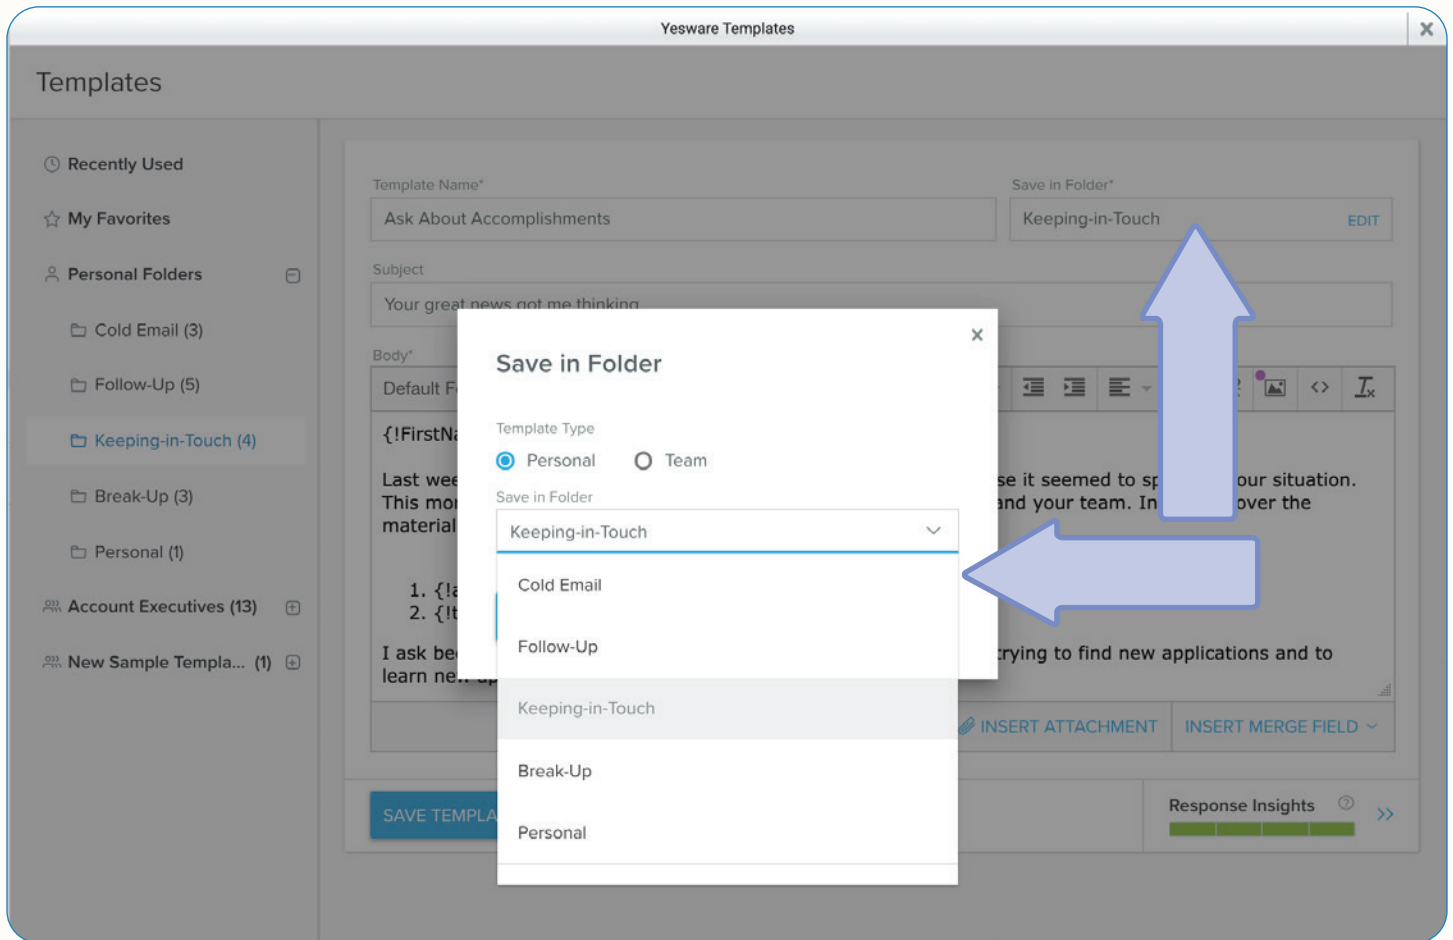 Yesware Templates
Templates
Recently Used
My Favorites
Personal Folders
Cold Email (3)
Follow-Up (5)
Keeping-in-Touch (4)
Break-Up (3)
Personal (1)
Account Executives (13)
New Sample Templa... (1)
Template Name*
Save in Folder*
Ask About Accomplishments
Keeping-in-Touch
EDIT
Subject
Your great news got me thinking
Body*
Default
{!FirstNa
Last wee
se it seemed to our situation.
This
and your team. In over the
material
1. {!
2. {!
I ask
trying to find new applications and to
learn
INSERT ATTACHMENT
INSERT MERGE FIELD
SAVE TEMPLA
Response Insights
Save in Folder
Template Type
Personal
Team
Save in Folder
Keeping-in-Touch
Cold Email
Follow-Up
Keeping-in-Touch
Break-Up
Personal